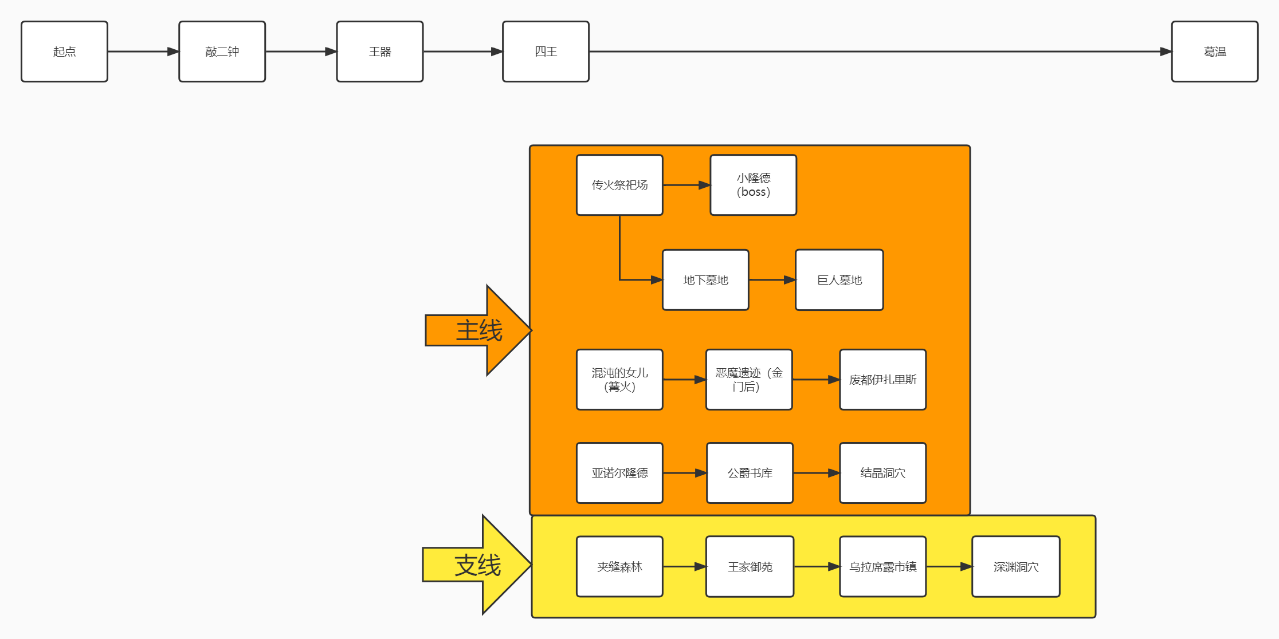 起点
敲二钟
王器
四王
葛温
传火祭祀场
小隆德
（boss）
地下墓地
巨人墓地
主线
混沌的女儿
（篝火）
恶魔遗迹（金
门后）
废都伊扎里斯
亚诺尔隆德
公爵书库
结晶洞穴
支线
夹缝森林
王家御苑
乌拉席露市镇
深渊洞穴